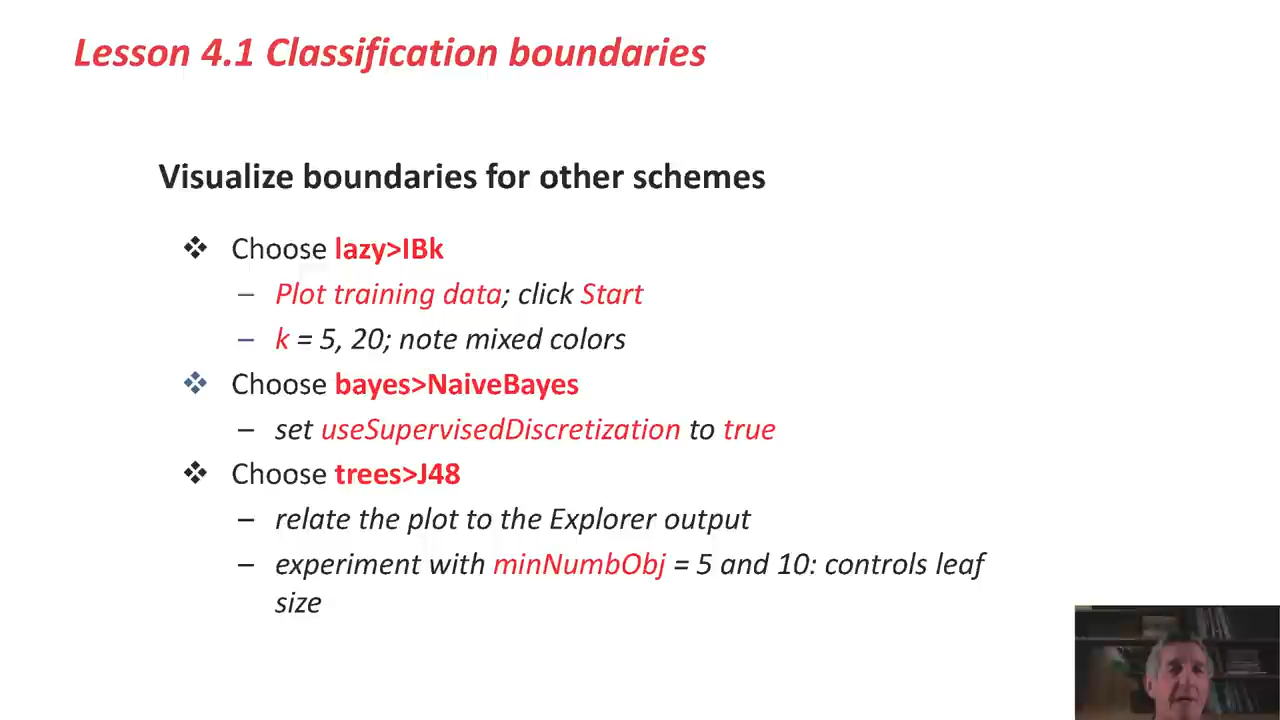 Lesson 4.1 Classification boundaries
Visualize boundaries for other schemes
❖ Choose lazy>IBk
– Plot training data; click Start
– k = 5, 20; note mixed colors
❖ Choose bayes>NaiveBayes
– set useSupervisedDiscretization to true
❖ Choose trees>J48
– relate the plot to the Explorer output
– experiment with minNumbObj = 5 and 10: controls leaf
size